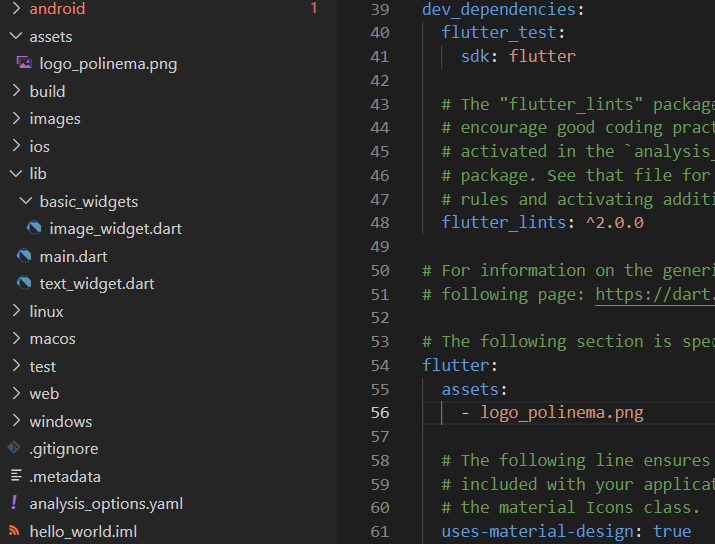 android 1
assets
logo_polinema.png
build
images
ios
lib
basic_widgets
image_widget.dart
main.dart
text_widget.dart
linux
macos
test
web
windows
.gitignore
.metadata
analysis_options.yaml
hello_world.iml
39 dev_dependencies:
40 flutter_test:
41 sdk: flutter
42
43 # The "flutter_lints" package
44 # encourage good coding pract
45 # activated in the `analysis_
46 # package. See that file for
47 # rules and activating additi
48 flutter_lints: ^2.0.0
49
50 # For information on the generi
51 # following page: https://dart.
52
53 # The following section is spec
54 flutter:
55 assets:
56 - logo_polinema.png
57
58 # The following line ensures
59 # included with your applicat
60 # the material Icons class.
61 uses-material-design: true